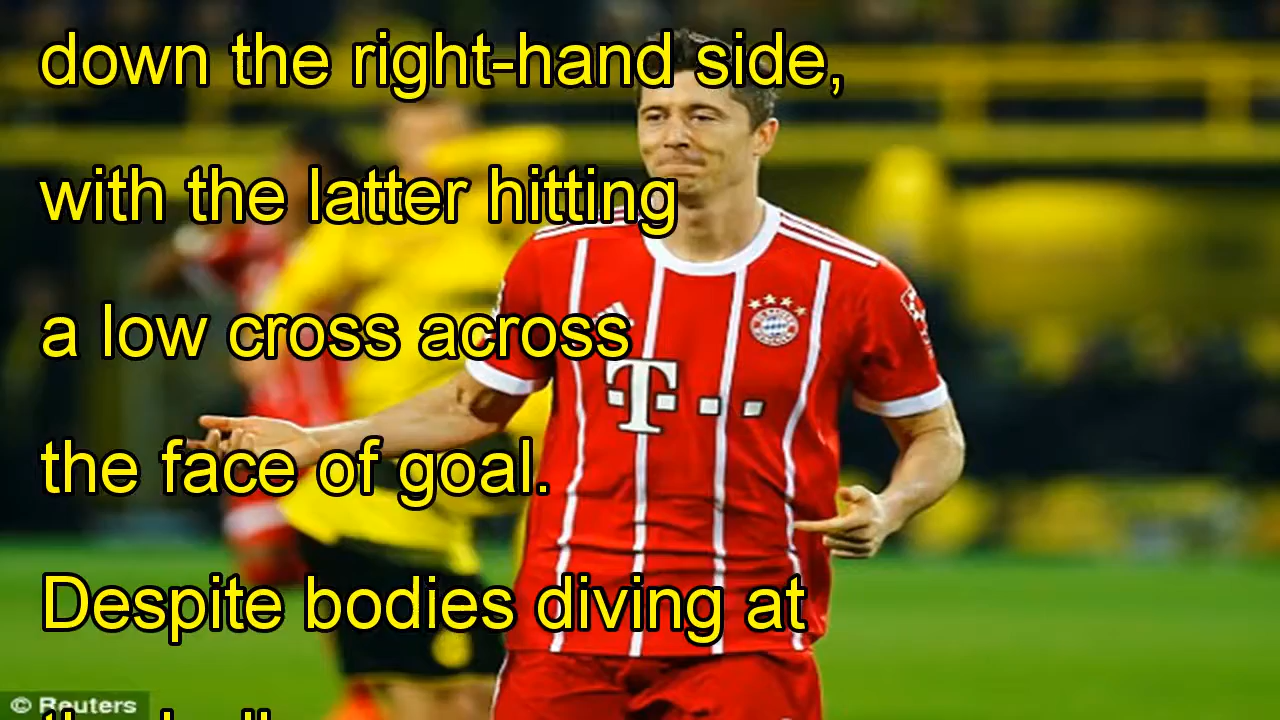 down the right-hand side,
with the latter hitting
a low cross across
the face of goal.
Despite bodies diving at
T
© Reuters